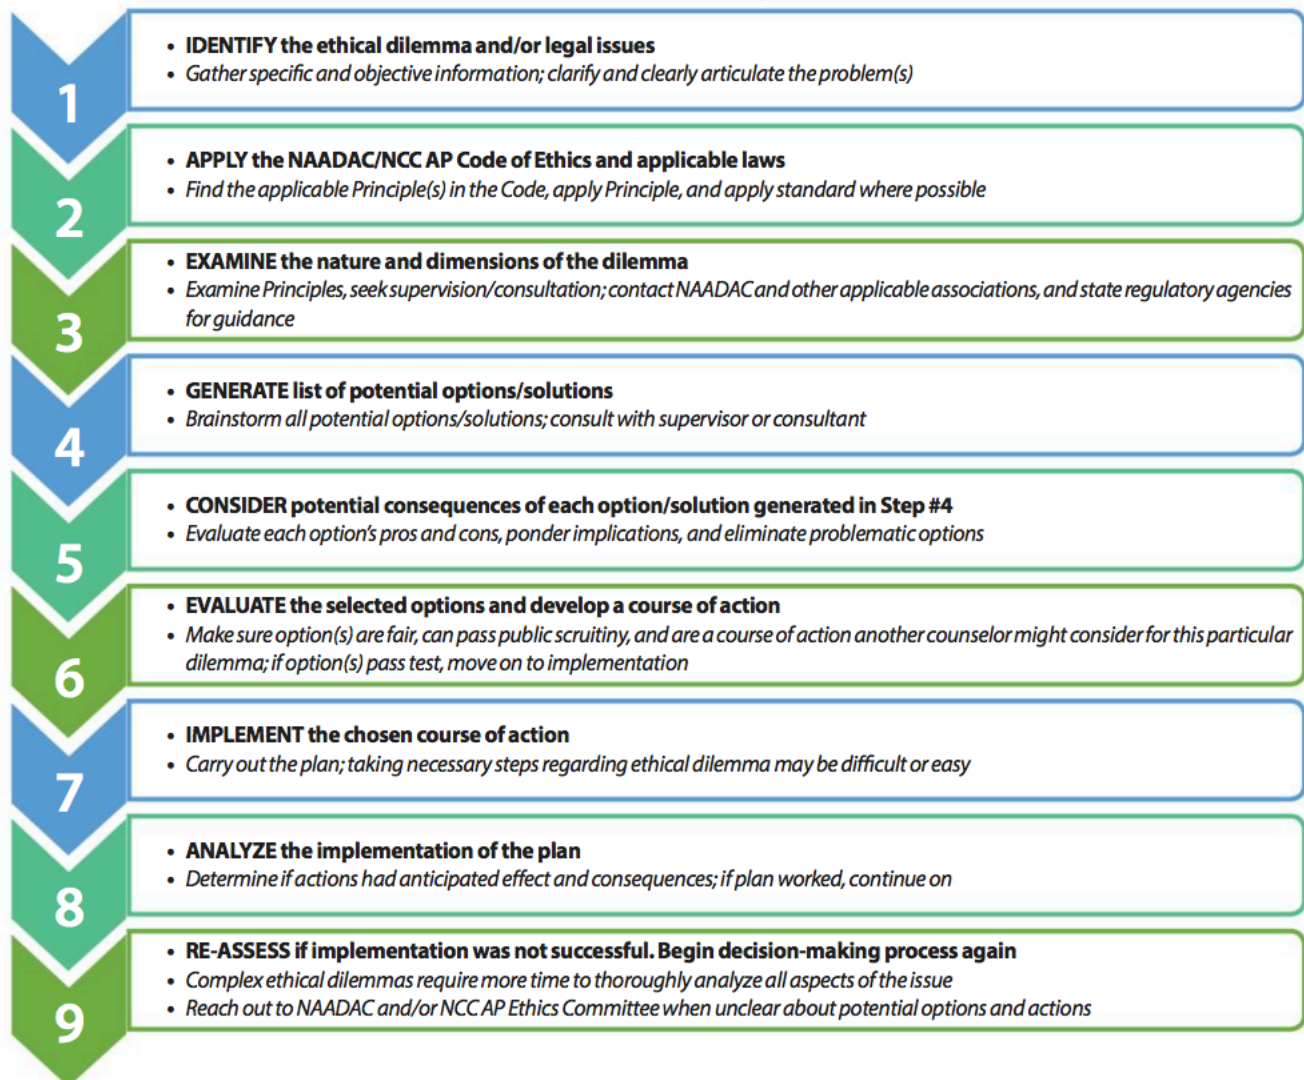 1
• IDENTIFY the ethical dilemma and/or legal issues
• Gather specific and objective information; clarify and clearly articulate the problem(s)
2
• APPLY the NAADAC/NCC AP Code of Ethics and applicable laws
• Find the applicable Principle(s) in the Code, apply Principle, and apply standard where possible
3
• EXAMINE the nature and dimensions of the dilemma
• Examine Principles, seek supervision/consultation; contact NAADAC and other applicable associations, and state regulatory agencies
for guidance
4
• GENERATE list of potential options/solutions
• Brainstorm all potential options/solutions; consult with supervisor or consultant
5
• CONSIDER potential consequences of each option/solution generated in Step #4
• Evaluate each option's pros and cons, ponder implications, and eliminate problematic options
6
• EVALUATE the selected options and develop a course of action
• Make sure option(s) are fair, can pass public scruitiny, and are a course of action another counselor might consider for this particular
dilemma; if option(s) pass test, move on to implementation
7
• IMPLEMENT the chosen course of action
• Carry out the plan; taking necessary steps regarding ethical dilemma may be difficult or easy
8
• ANALYZE the implementation of the plan
• Determine if actions had anticipated effect and consequences; if plan worked, continue on
9
• RE-ASSESS if implementation was not successful. Begin decision-making process again
• Complex ethical dilemmas require more time to thoroughly analyze all aspects of the issue
• Reach out to NAADAC and/or NCC AP Ethics Committee when unclear about potential options and actions